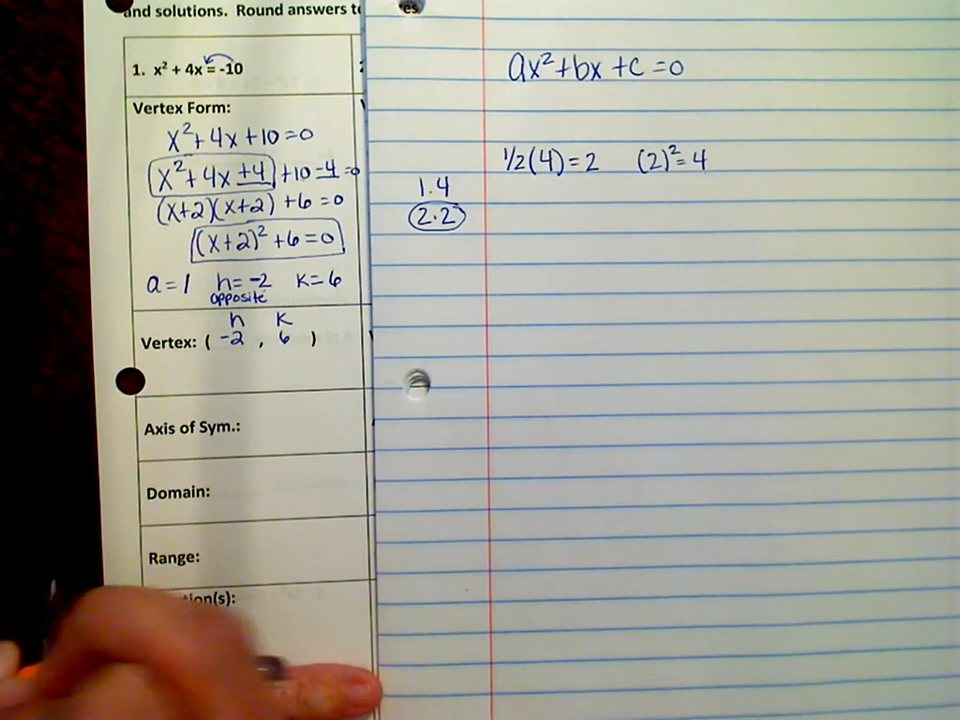 and solutions. Round answers to
es
1. x² + 4x = -10
Vertex Form:
x² + 4x + 10 = 0
x² + 4x + 4 + 10 - 4 = 0
(x+2)(x+2) + 6 = 0
(x+2)² + 6 = 0
a = 1 h = -2 k = 6
opposite
h k
Vertex: ( -2 , 6 )
Axis of Sym.:
Domain:
Range:
tion(s):
ax² + bx + c = 0
1/2(4) = 2 (2)² = 4
1·4
2·2